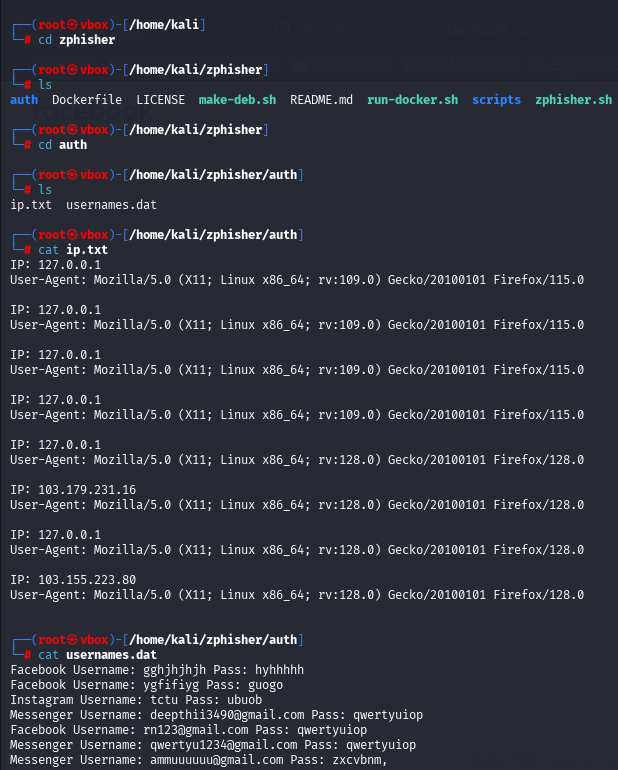 ┌──(root㉿vbox)-[/home/kali]
└─# cd zphisher
┌──(root㉿vbox)-[/home/kali/zphisher]
└─# ls
auth Dockerfile LICENSE make-deb.sh README.md run-docker.sh scripts zphisher.sh
┌──(root㉿vbox)-[/home/kali/zphisher]
└─# cd auth
┌──(root㉿vbox)-[/home/kali/zphisher/auth]
└─# ls
ip.txt usernames.dat
┌──(root㉿vbox)-[/home/kali/zphisher/auth]
└─# cat ip.txt
IP: 127.0.0.1
User-Agent: Mozilla/5.0 (X11; Linux x86_64; rv:109.0) Gecko/20100101 Firefox/115.0
IP: 127.0.0.1
User-Agent: Mozilla/5.0 (X11; Linux x86_64; rv:109.0) Gecko/20100101 Firefox/115.0
IP: 127.0.0.1
User-Agent: Mozilla/5.0 (X11; Linux x86_64; rv:109.0) Gecko/20100101 Firefox/115.0
IP: 127.0.0.1
User-Agent: Mozilla/5.0 (X11; Linux x86_64; rv:109.0) Gecko/20100101 Firefox/115.0
IP: 127.0.0.1
User-Agent: Mozilla/5.0 (X11; Linux x86_64; rv:128.0) Gecko/20100101 Firefox/128.0
IP: 103.179.231.16
User-Agent: Mozilla/5.0 (X11; Linux x86_64; rv:128.0) Gecko/20100101 Firefox/128.0
IP: 127.0.0.1
User-Agent: Mozilla/5.0 (X11; Linux x86_64; rv:128.0) Gecko/20100101 Firefox/128.0
IP: 103.155.223.80
User-Agent: Mozilla/5.0 (X11; Linux x86_64; rv:128.0) Gecko/20100101 Firefox/128.0
┌──(root㉿vbox)-[/home/kali/zphisher/auth]
└─# cat usernames.dat
Facebook Username: gghjhjhjh Pass: hyhhhhh
Facebook Username: ygfifiyg Pass: guogo
Instagram Username: tctu Pass: ubuob
Messenger Username: deepthii3490@gmail.com Pass: qwertyuiop
Facebook Username: rn123@gmail.com Pass: qwertyuiop
Messenger Username: qwertyu1234@gmail.com Pass: qwertyuiop
Messenger Username: ammuuuuuu@gmail.com Pass: zxcvbnm,